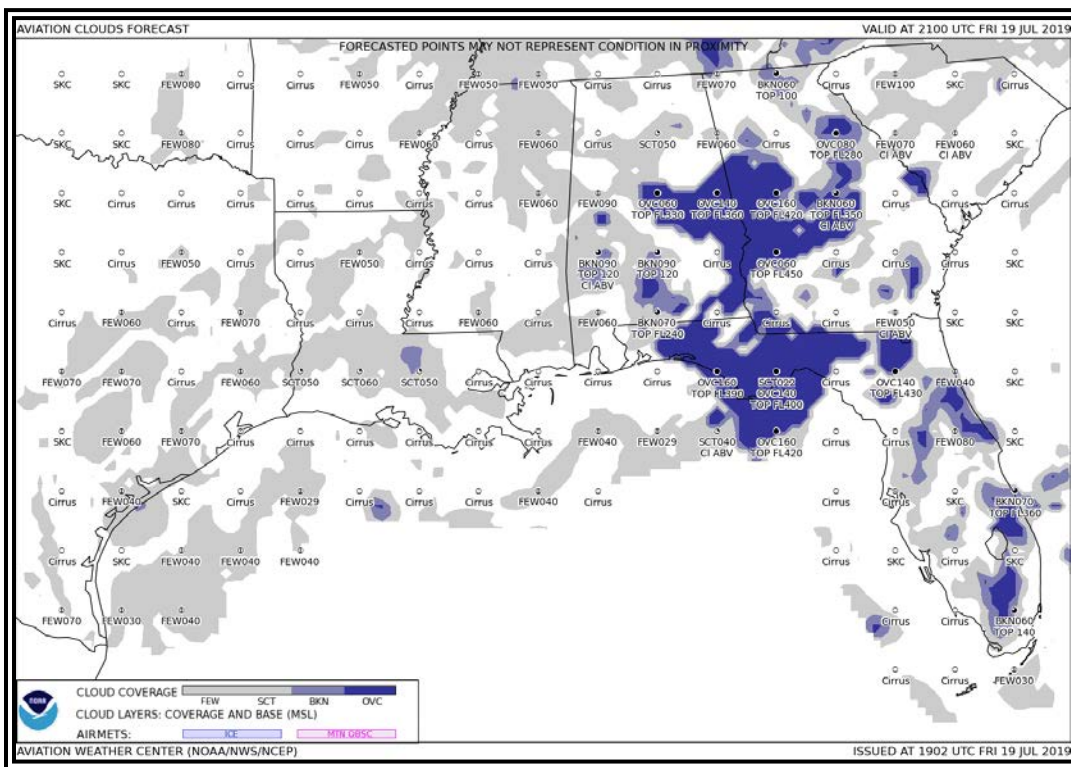 AVIATION CLOUDS FORECAST VALID AT 2100 UTC FRI 19 JUL 2019
FORECASTED POINTS MAY NOT REPRESENT CONDITION IN PROXIMITY
SKC SKC FEW080 Cirrus Cirrus FEW050 Cirrus FEW050 FEW050 Cirrus Cirrus FEW070 BKN060 Cirrus FEW100 SKC Cirrus
TOP 100
SKC SKC FEW080 Cirrus Cirrus Cirrus FEW060 Cirrus FEW060 Cirrus SCT050 FEW060 Cirrus OVC080 FEW070 FEW060 SKC
TOP FL280 CI ABV CI ABV
SKC Cirrus Cirrus Cirrus Cirrus Cirrus Cirrus Cirrus FEW060 FEW090 OVC060 OVC140 OVC160 BKN060 Cirrus Cirrus Cirrus
TOP FL330 TOP FL360 TOP FL420 TOP FL350
CI ABV
SKC Cirrus FEW050 Cirrus Cirrus FEW050 Cirrus Cirrus Cirrus BKN090 BKN090 Cirrus OVC060 Cirrus Cirrus Cirrus SKC
TOP 120 TOP 120 TOP FL450
CI ABV
Cirrus FEW060 Cirrus FEW070 Cirrus Cirrus Cirrus FEW060 Cirrus FEW060 BKN070 Cirrus Cirrus Cirrus FEW050 SKC SKC
TOP FL240 CI ABV
FEW070 FEW070 Cirrus FEW060 SCT050 SCT060 SCT050 Cirrus Cirrus Cirrus Cirrus OVC160 SCT022 Cirrus OVC140 FEW040 SKC
TOP FL390 OVC140 TOP FL430
TOP FL400
SKC FEW060 FEW070 Cirrus Cirrus Cirrus Cirrus Cirrus Cirrus FEW040 FEW029 SCT040 OVC160 Cirrus Cirrus FEW080 SKC
CI ABV TOP FL420
Cirrus FEW040 SKC Cirrus FEW029 Cirrus Cirrus Cirrus FEW040 Cirrus Cirrus Cirrus SKC BKN070
TOP FL360
Cirrus SKC FEW040 FEW040 FEW040 Cirrus SKC Cirrus SKC
FEW070 FEW030 FEW040 Cirrus Cirrus BKN060
TOP 140
Cirrus Cirrus FEW030
NOAA
CLOUD COVERAGE
FEW SCT BKN OVC
CLOUD LAYERS: COVERAGE AND BASE (MSL)
AIRMETS: ICE MTN OBSC
AVIATION WEATHER CENTER (NOAA/NWS/NCEP) ISSUED AT 1902 UTC FRI 19 JUL 2019